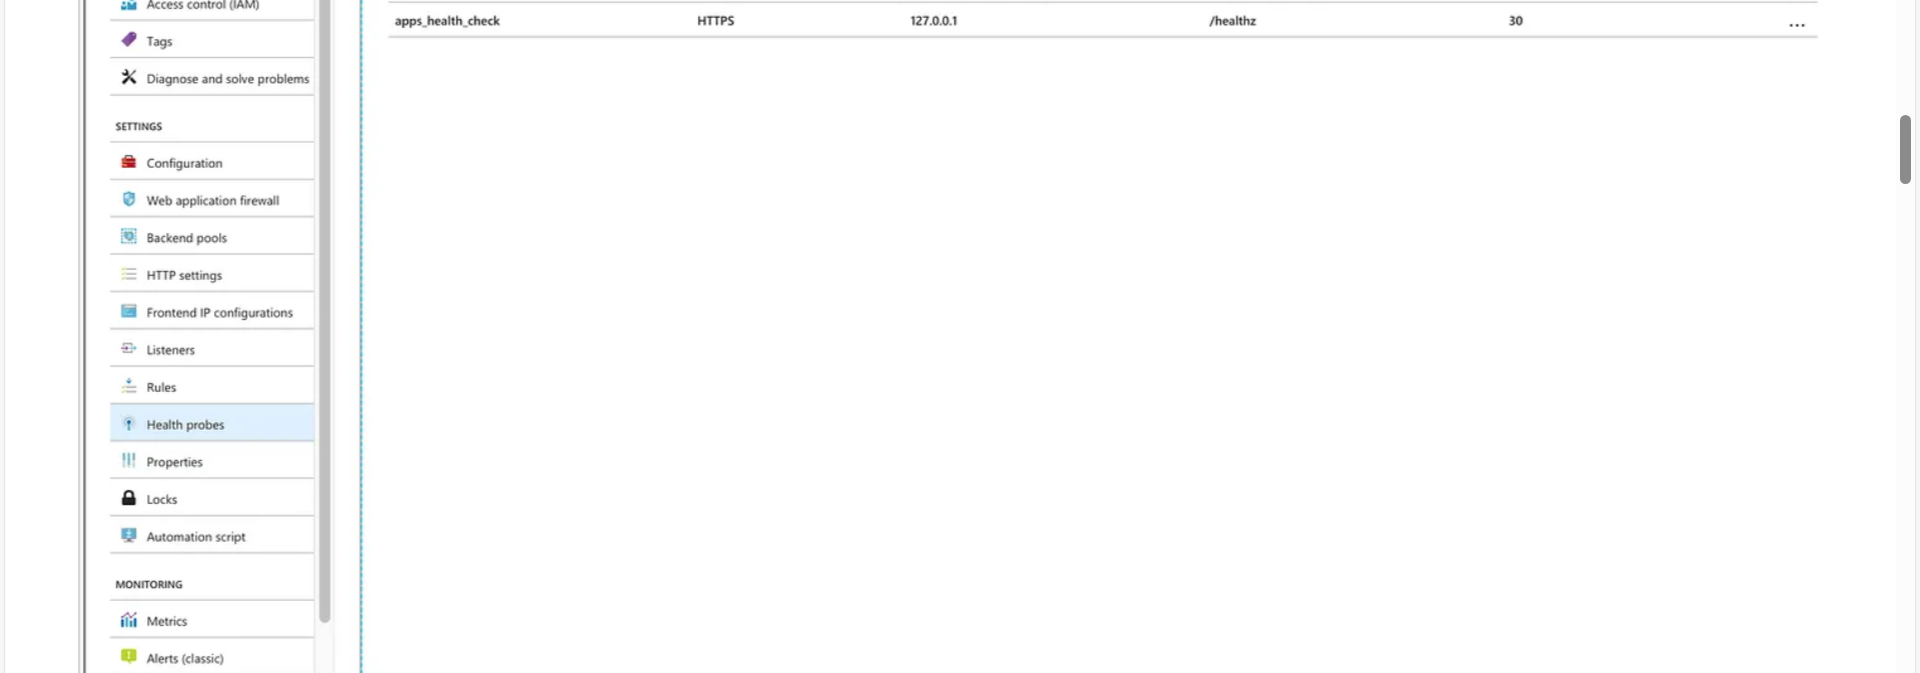 Access control (IAM)
apps_health_check HTTPS 127.0.0.1 /healthz 30 ...
Tags
Diagnose and solve problems
SETTINGS
Configuration
Web application firewall
Backend pools
HTTP settings
Frontend IP configurations
Listeners
Rules
Health probes
Properties
Locks
Automation script
MONITORING
Metrics
Alerts (classic)